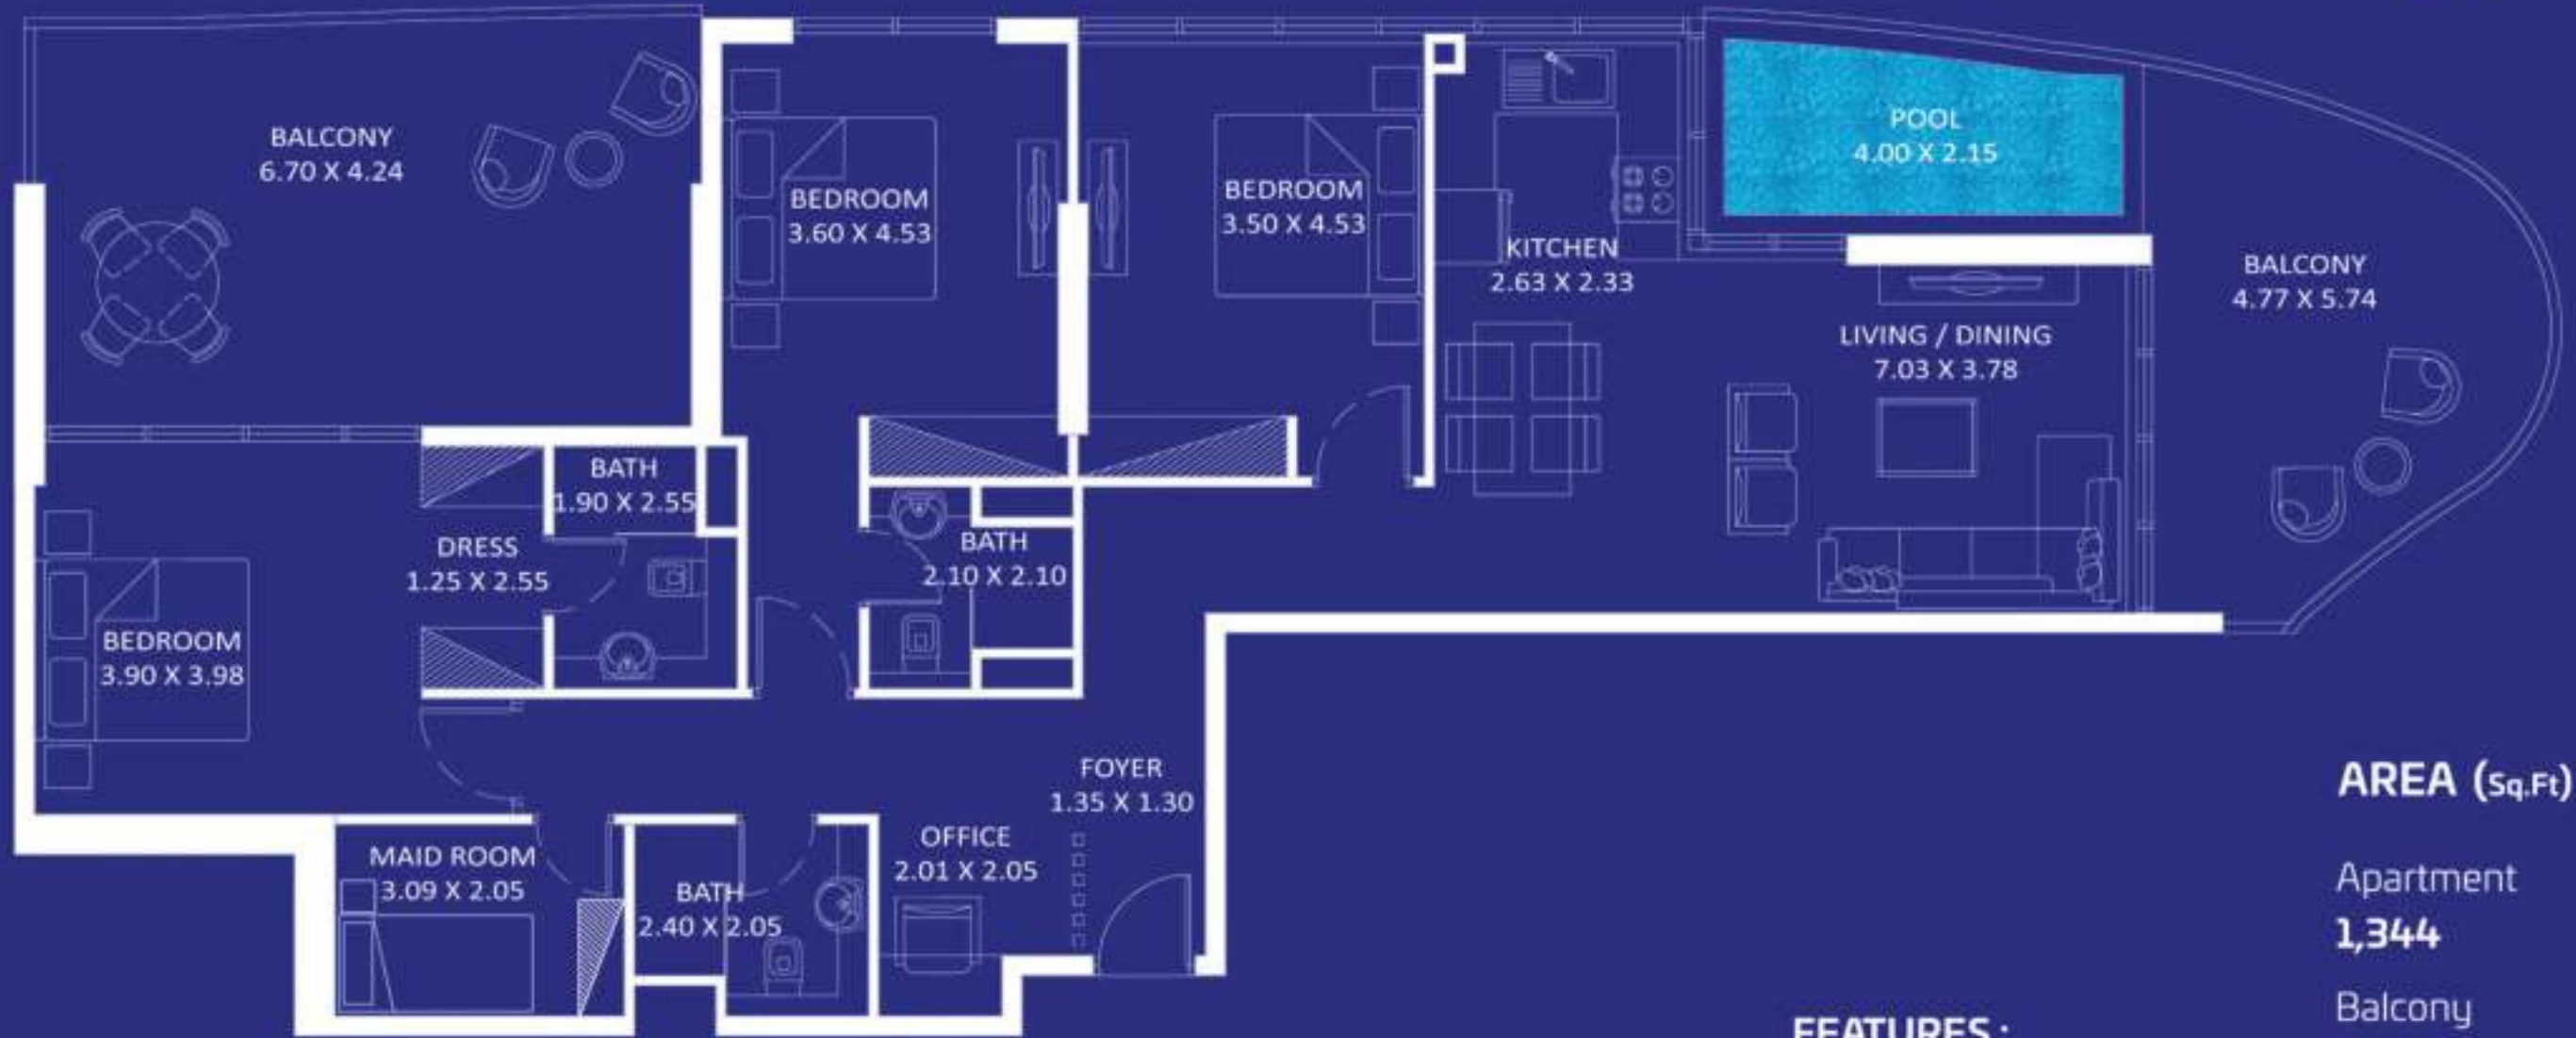 BALCONY
6.70 X 4.24
BEDROOM
3.60 X 4.53
BEDROOM
3.50 X 4.53
KITCHEN
2.63 X 2.33
POOL
4.00 X 2.15
BALCONY
4.77 X 5.74
LIVING / DINING
7.03 X 3.78
BATH
1.90 X 2.55
DRESS
1.25 X 2.55
BATH
2.10 X 2.10
BEDROOM
3.90 X 3.98
FOYER
1.35 X 1.30
OFFICE
2.01 X 2.05
MAID ROOM
3.09 X 2.05
BATH
2.40 X 2.05
AREA (Sq.Ft)
Apartment
1,344
Balcony
FEATURES :